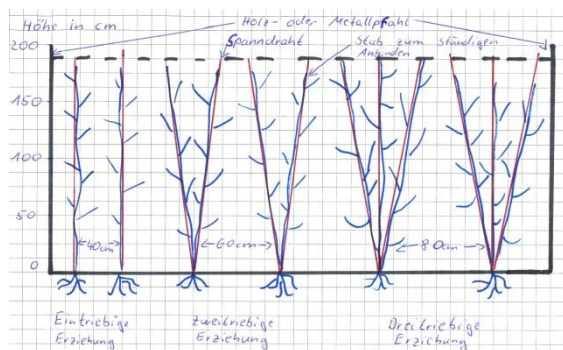 Höhe in cm
Holz- oder Metallpfahl
Spanndraht
Stab zum ständigen
Anbinden
200
150
100
50
0
40cm
60cm
80cm
Eintriebige
Erziehung
Zweitriebige
Erziehung
Dreitriebige
Erziehung